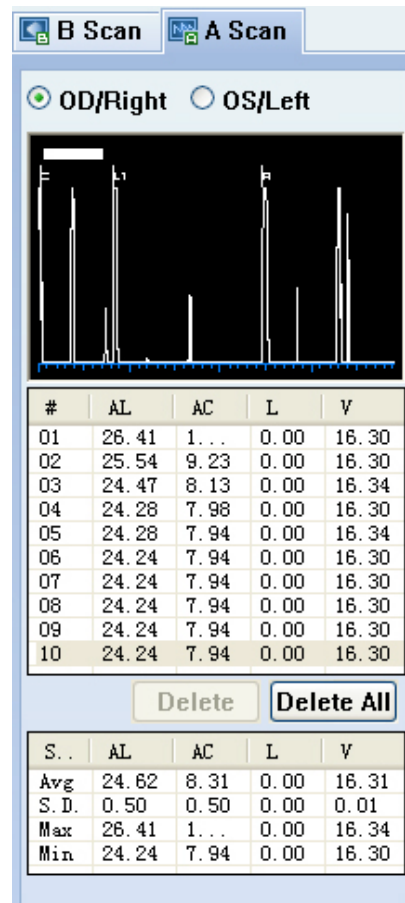 B Scan A Scan
OD/Right OS/Left
L1 R
# AL AC L V
01 26.41 1... 0.00 16.30
02 25.54 9.23 0.00 16.30
03 24.47 8.13 0.00 16.34
04 24.28 7.98 0.00 16.30
05 24.28 7.94 0.00 16.34
06 24.24 7.94 0.00 16.30
07 24.24 7.94 0.00 16.30
08 24.24 7.94 0.00 16.30
09 24.24 7.94 0.00 16.30
10 24.24 7.94 0.00 16.30
Delete Delete All
S.. AL AC L V
Avg 24.62 8.31 0.00 16.31
S.D. 0.50 0.50 0.00 0.01
Max 26.41 1... 0.00 16.34
Min 24.24 7.94 0.00 16.30